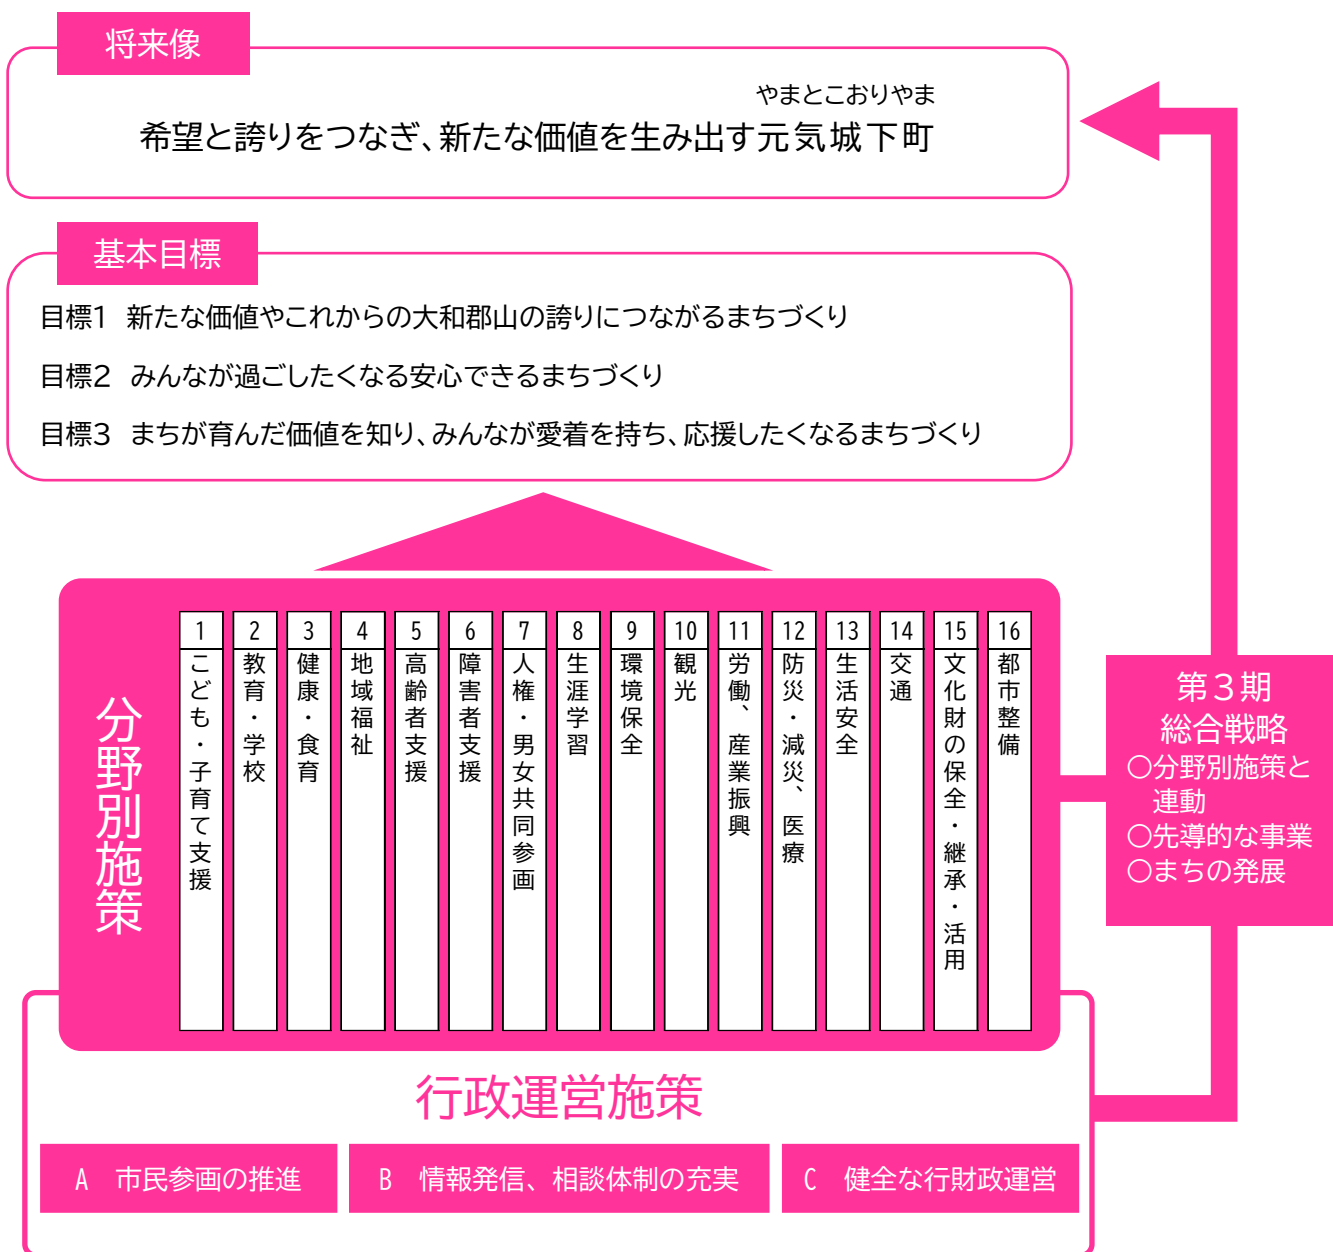 将来像
やまとこおりやま
希望と誇りをつなぎ、新たな価値を生み出す元気城下町
基本目標
目標1 新たな価値やこれからの大和郡山の誇りにつながるまちづくり
目標2 みんなが過ごしたくなる安心できるまちづくり
目標3 まちが育んだ価値を知り、みんなが愛着を持ち、応援したくなるまちづくり
分野別施策
1 こども・子育て支援
2 教育・学校
3 健康・食育
4 地域福祉
5 高齢者支援
6 障害者支援
7 人権・男女共同参画
8 生涯学習
9 環境保全
10 観光
11 労働、産業振興
12 防災・減災、医療
13 生活安全
14 交通
15 文化財の保全・継承・活用
16 都市整備
第3期
総合戦略
○分野別施策と
連動
○先導的な事業
○まちの発展
行政運営施策
A 市民参画の推進
B 情報発信、相談体制の充実
C 健全な行財政運営